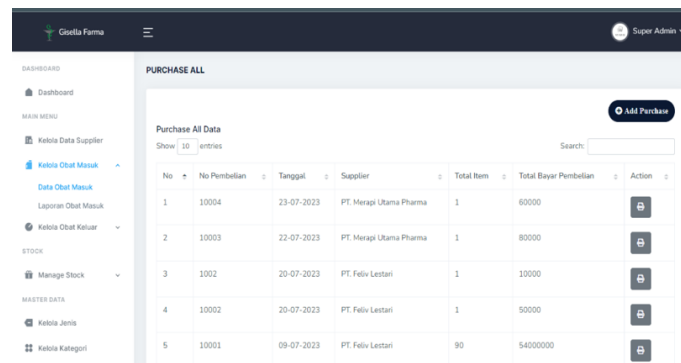 Gisella Farma
Super Admin
DASHBOARD
Dashboard
MAIN MENU
Kelola Data Supplier
Kelola Obat Masuk
Data Obat Masuk
Laporan Obat Masuk
Kelola Obat Keluar
STOCK
Manage Stock
MASTER DATA
Kelola Jenis
Kelola Kategori
PURCHASE ALL
Add Purchase
Purchase All Data
Show 10 entries
Search:
No No Pembelian Tanggal Supplier Total Item Total Bayar Pembelian Action
1 10004 23-07-2023 PT. Merapi Utama Pharma 1 60000
2 10003 22-07-2023 PT. Merapi Utama Pharma 1 80000
3 1002 20-07-2023 PT. Feliv Lestari 1 10000
4 10002 20-07-2023 PT. Feliv Lestari 1 50000
5 10001 09-07-2023 PT. Feliv Lestari 90 54000000